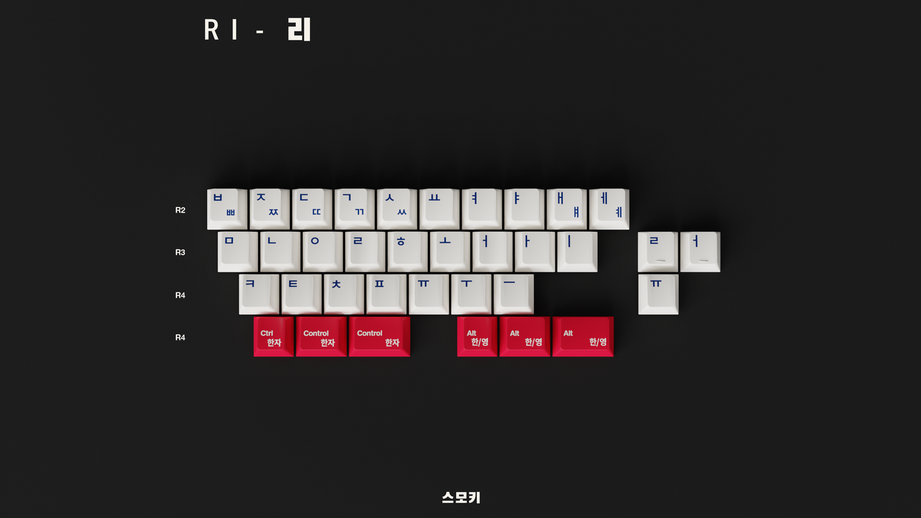 RI - 리
R2 ㅂ ㅃ ㅈ ㅉ ㄷ ㄸ ㄱ ㄲ ㅅ ㅆ ㅛ ㅕ ㅑ ㅐ ㅒ ㅔ ㅖ
R3 ㅁ ㄴ ㅇ ㄹ ㅎ ㅗ ㅓ ㅏ ㅣ ㄹ ㅓ
R4 ㅋ ㅌ ㅊ ㅍ ㅠ ㅜ ㅡ ㅠ
R4 Ctrl 한자 Control 한자 Control 한자 Alt 한/영 Alt 한/영 Alt 한/영
스모키